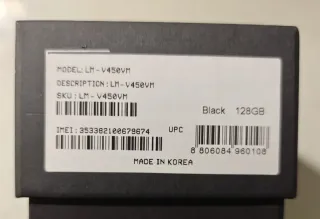 MODEL: LM-V450VM
DESCRIPTION: LM-V450VM
SKU: LM-V450VM
Black 128GB
IMEI: 353382100679674 UPC
8 806084 960108
MADE IN KOREA